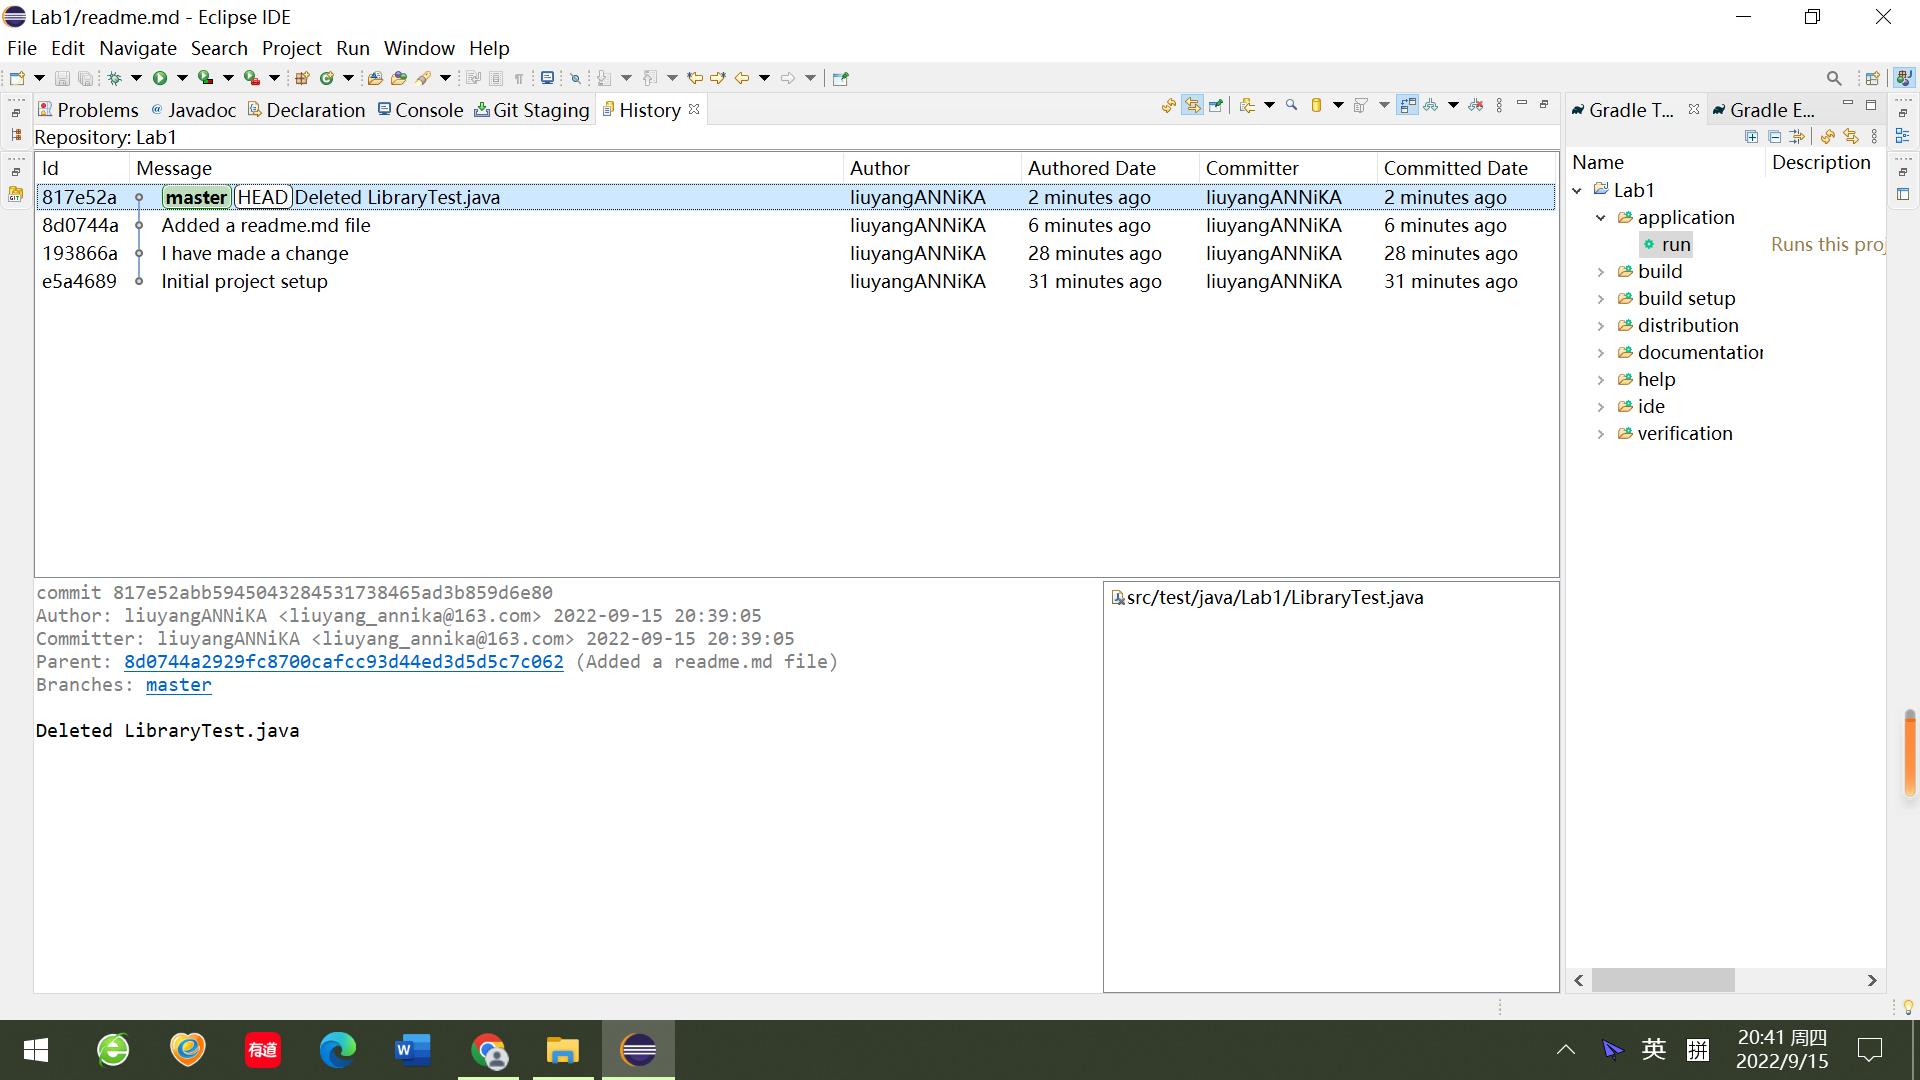 Lab1/readme.md - Eclipse IDE
File Edit Navigate Search Project Run Window Help
Problems Javadoc Declaration Console Git Staging History
Gradle T... Gradle E...
Repository: Lab1
Id Message Author Authored Date Committer Committed Date
817e52a master HEAD Deleted LibraryTest.java liuyangANNiKA 2 minutes ago liuyangANNiKA 2 minutes ago
8d0744a Added a readme.md file liuyangANNiKA 6 minutes ago liuyangANNiKA 6 minutes ago
193866a I have made a change liuyangANNiKA 28 minutes ago liuyangANNiKA 28 minutes ago
e5a4689 Initial project setup liuyangANNiKA 31 minutes ago liuyangANNiKA 31 minutes ago
commit 817e52abb5945043284531738465ad3b859d6e80
Author: liuyangANNiKA <liuyang_annika@163.com> 2022-09-15 20:39:05
Committer: liuyangANNiKA <liuyang_annika@163.com> 2022-09-15 20:39:05
Parent: 8d0744a2929fc8700cafcc93d44ed3d5d5c7c062 (Added a readme.md file)
Branches: master
Deleted LibraryTest.java
src/test/java/Lab1/LibraryTest.java
Name Description
Lab1
application
run Runs this proj
build
build setup
distribution
documentation
help
ide
verification
有道
W
英
拼
20:41 周四
2022/9/15